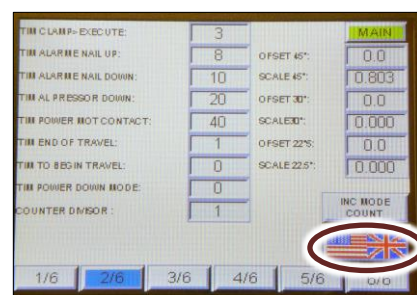 TIM CLAMP> EXECUTE: 3 MAIN
TIM ALARME NAIL UP: 8 OFSET 45°: 0.0
TIM ALARME NAIL DOWN: 10 SCALE 45°: 0.803
TIM AL PRESSOR DOWN: 20 OFSET 30°: 0.0
TIM POWER MOT CONTACT: 40 SCALE30°: 0.000
TIM END OF TRAVEL: 1 OFSET 22°5: 0.0
TIM TO BEGIN TRAVEL: 0 SCALE 22.5°: 0.000
TIM POWER DOWN MODE: 0
COUNTER DIVISOR : 1
INC MODE
COUNT
1/6 2/6 3/6 4/6 5/6 6/6